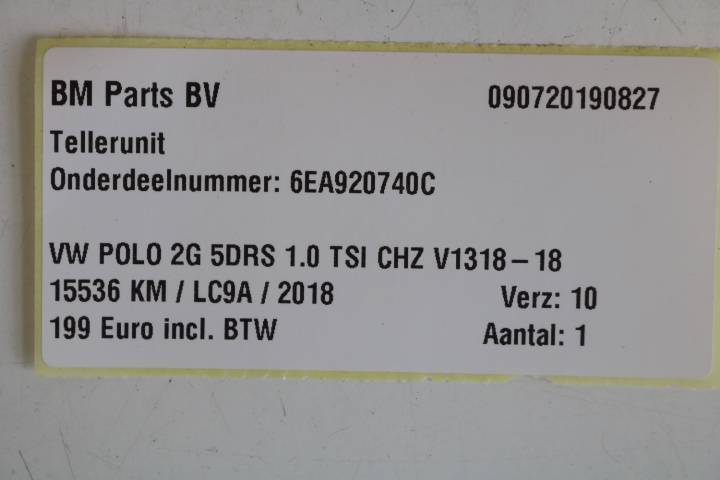 BM Parts BV 090720190827
Tellerunit
Onderdeelnummer: 6EA920740C
VW POLO 2G 5DRS 1.0 TSI CHZ V1318-18
15536 KM / LC9A / 2018 Verz: 10
199 Euro incl. BTW Aantal: 1